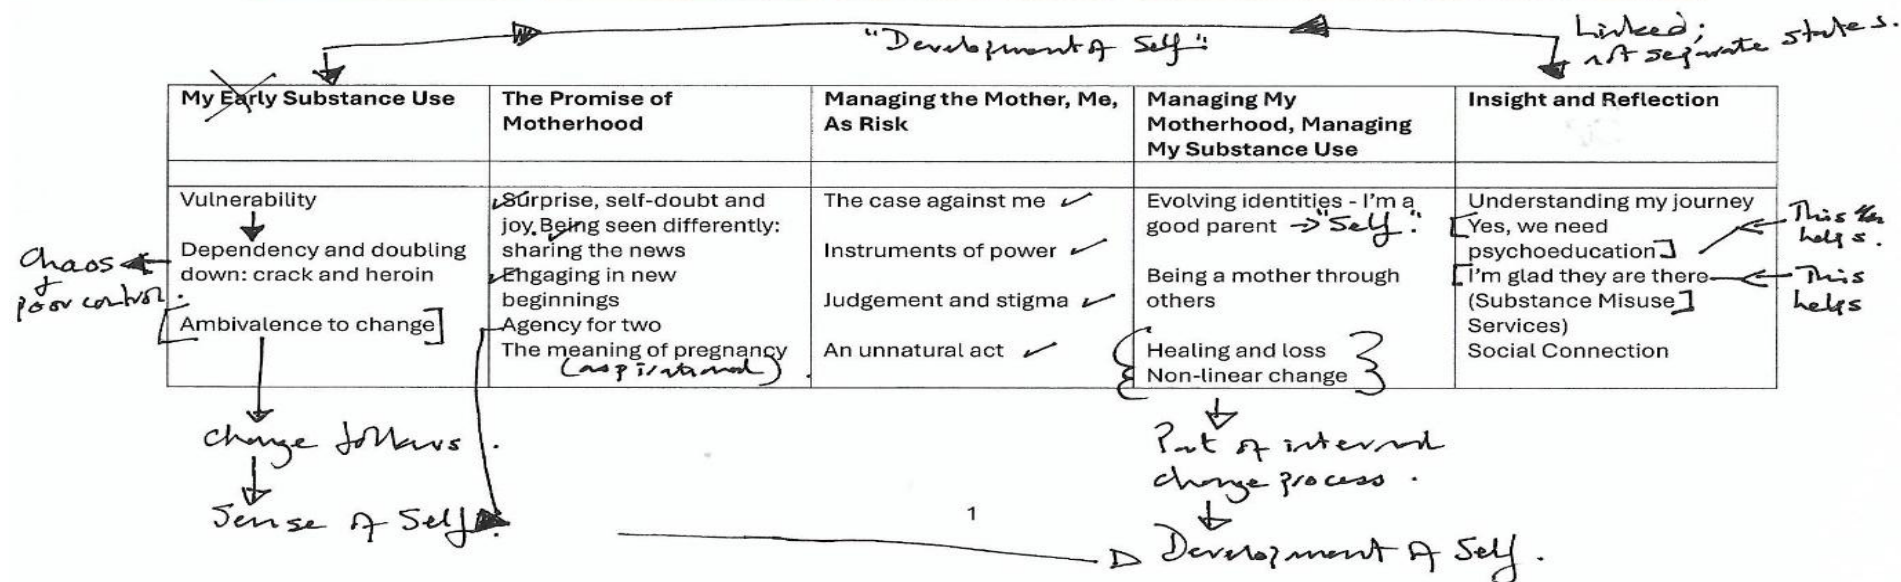 "Development of Self".
Linked;
not separate states.
My Early Substance Use
The Promise of
Motherhood
Managing the Mother, Me,
As Risk
Managing My
Motherhood, Managing
My Substance Use
Insight and Reflection
Vulnerability
Dependency and doubling
down: crack and heroin
Ambivalence to change
Chaos
& poor control.
change follows.
Sense of Self.
Surprise, self-doubt and
joy. Being seen differently:
sharing the news
Engaging in new
beginnings
Agency for two
The meaning of pregnancy
(aspirational).
The case against me
Instruments of power
Judgement and stigma
An unnatural act
Evolving identities - I'm a
good parent → "Self".
Being a mother through
others
Healing and loss
Non-linear change
Part of internal
change process.
Development of Self.
Understanding my journey
Yes, we need
psychoeducation
I'm glad they are there
(Substance Misuse
Services)
Social Connection
This
helps.
This
helps
1